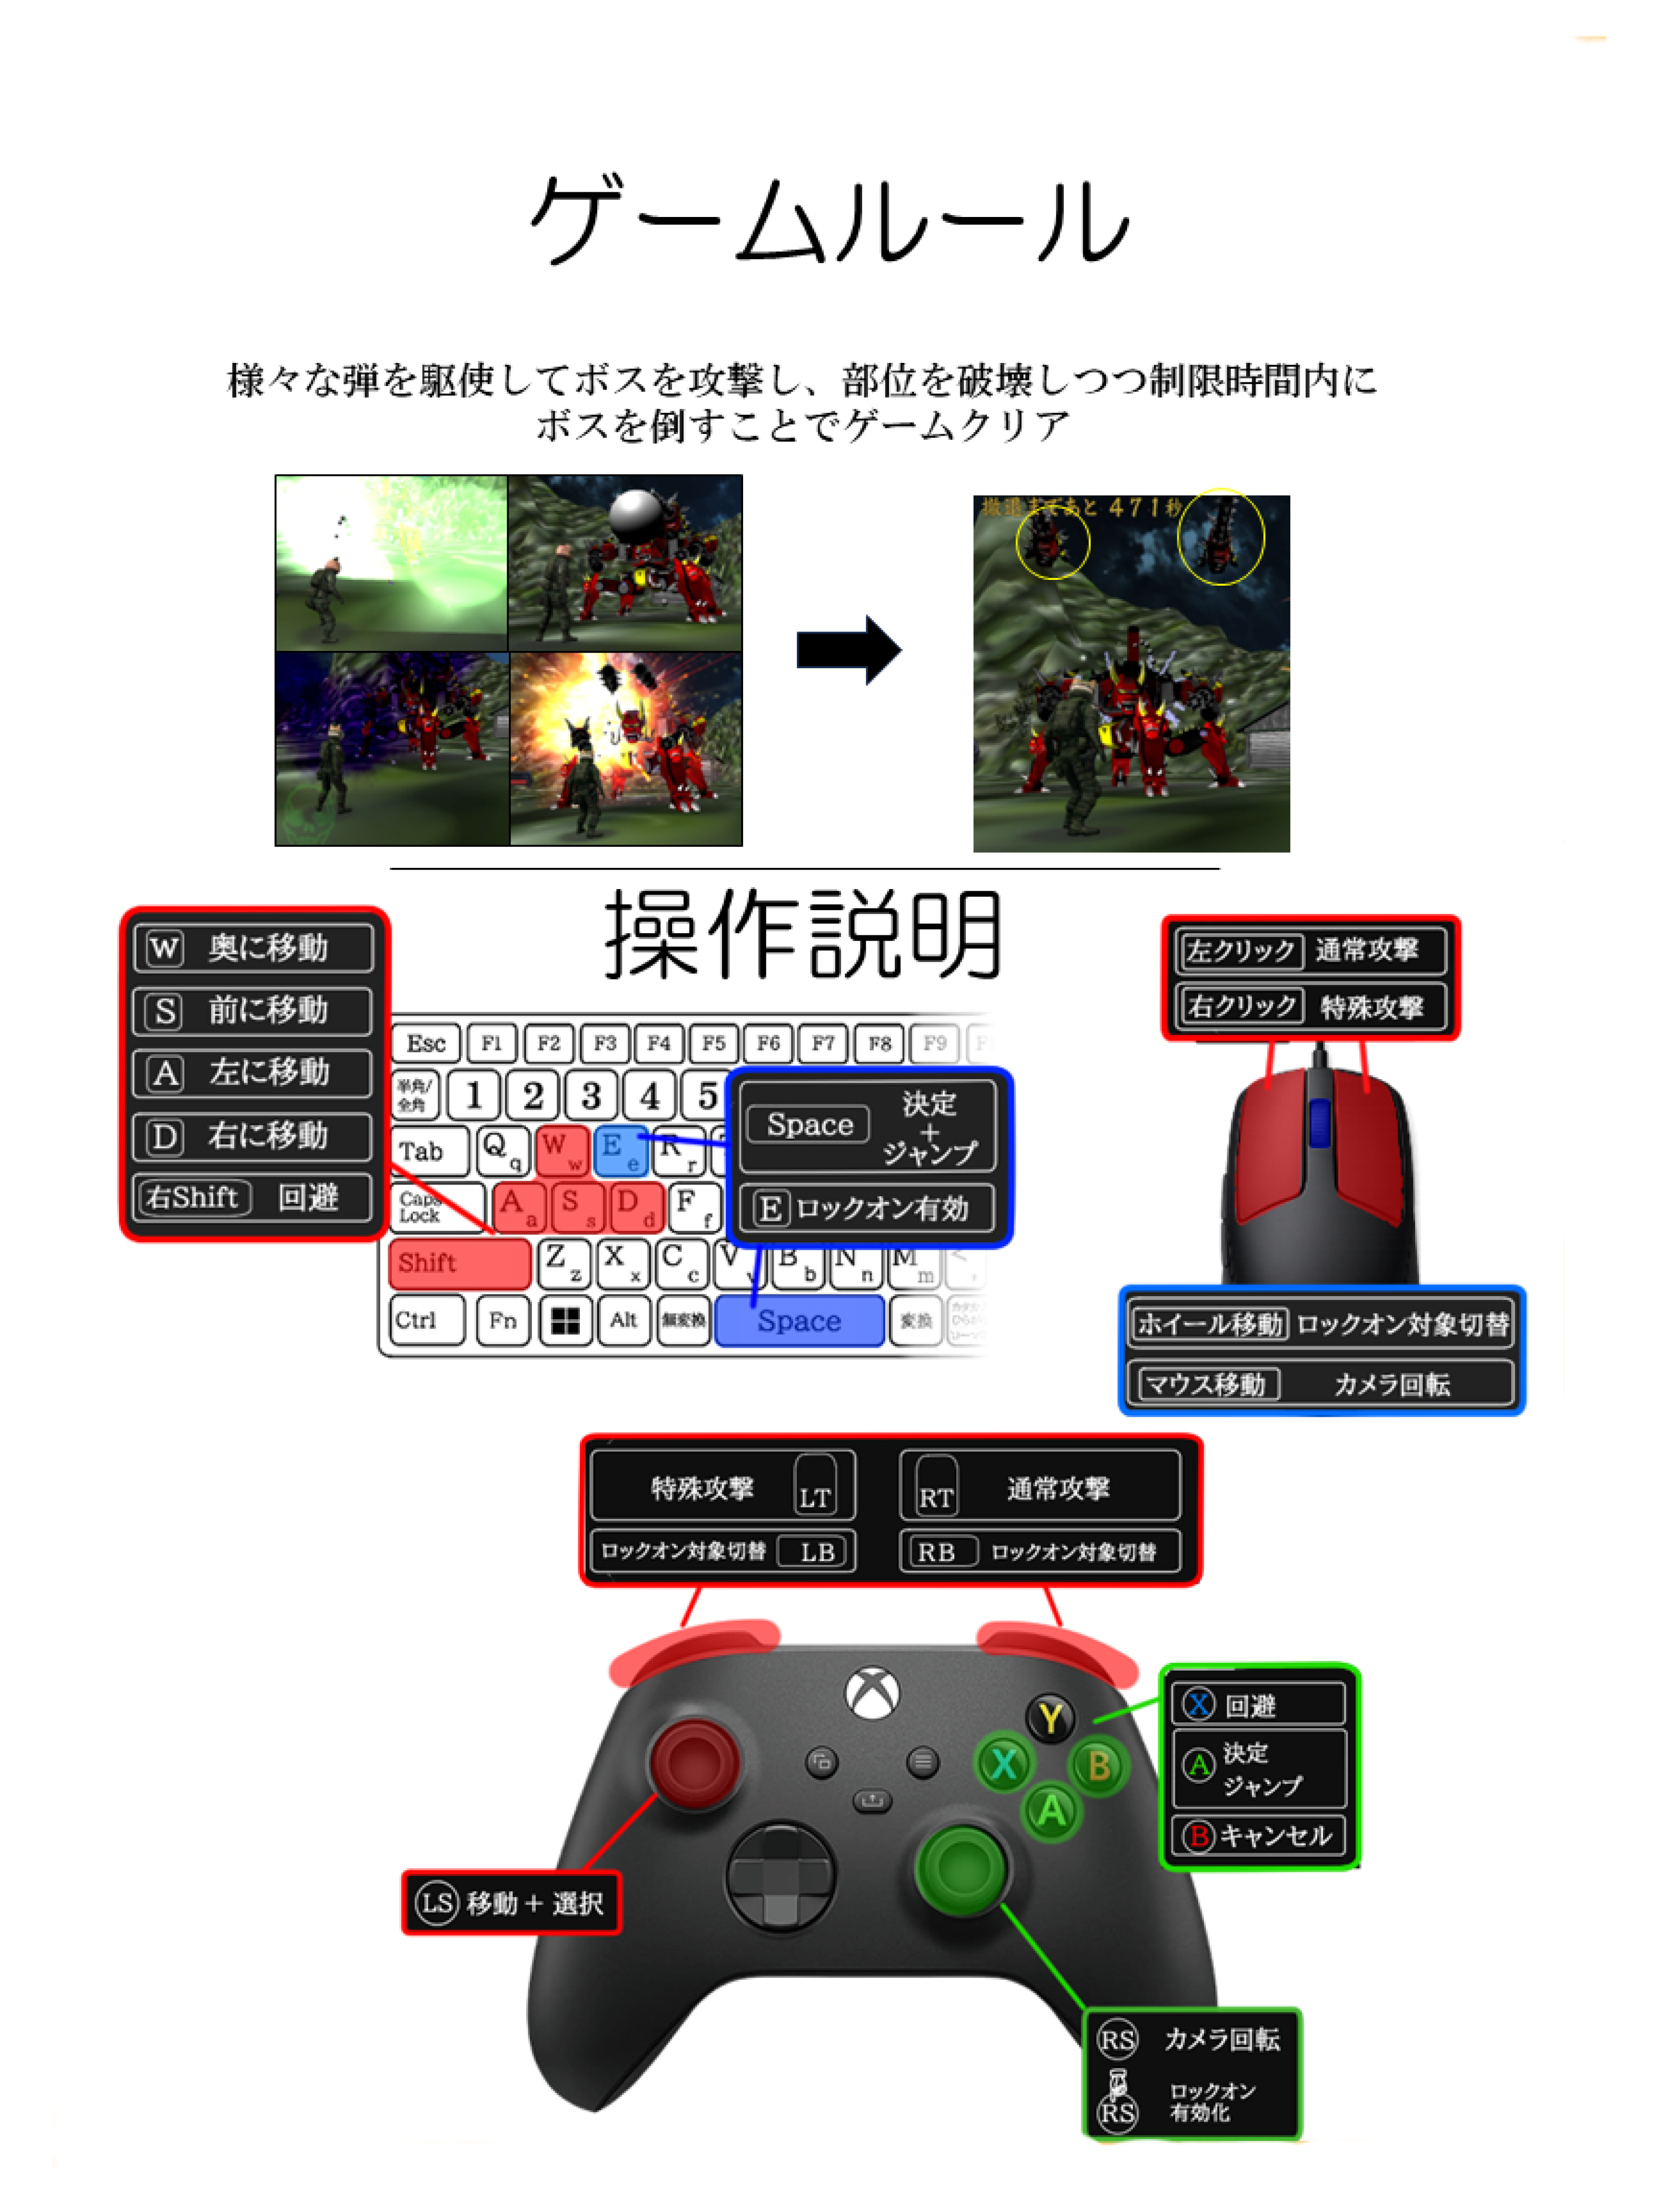 ゲームルール
様々な弾を駆使してボスを攻撃し、部位を破壊しつつ制限時間内に
ボスを倒すことでゲームクリア
撤退まであと471秒
操作説明
W 奥に移動
S 前に移動
A 左に移動
D 右に移動
右Shift 回避
左クリック 通常攻撃
右クリック 特殊攻撃
Esc F1 F2 F3 F4 F5 F6 F7 F8 F9 F
半角/
全角 1 2 3 4 5
Tab Q q W w E e R r
Caps Lock A a S s D d F f
Shift Z z X x C c V v B b N n M m < ,
Ctrl Fn Alt 無変換 Space 変換
Space 決定
+
ジャンプ
E ロックオン有効
ホイール移動 ロックオン対象切替
マウス移動 カメラ回転
特殊攻撃 LT RT 通常攻撃
ロックオン対象切替 LB RB ロックオン対象切替
Y
X B
A
X 回避
A 決定
ジャンプ
B キャンセル
LS 移動 + 選択
RS カメラ回転
RS ロックオン
有効化